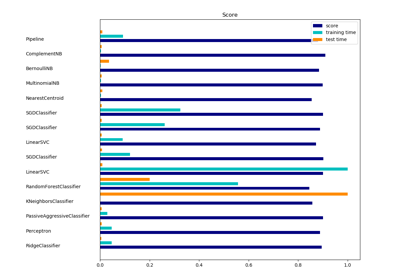 Score
score
training time
test time
Pipeline
ComplementNB
BernoulliNB
MultinomialNB
NearestCentroid
SGDClassifier
SGDClassifier
LinearSVC
SGDClassifier
LinearSVC
RandomForestClassifier
KNeighborsClassifier
PassiveAggressiveClassifier
Perceptron
RidgeClassifier
0.0 0.2 0.4 0.6 0.8 1.0